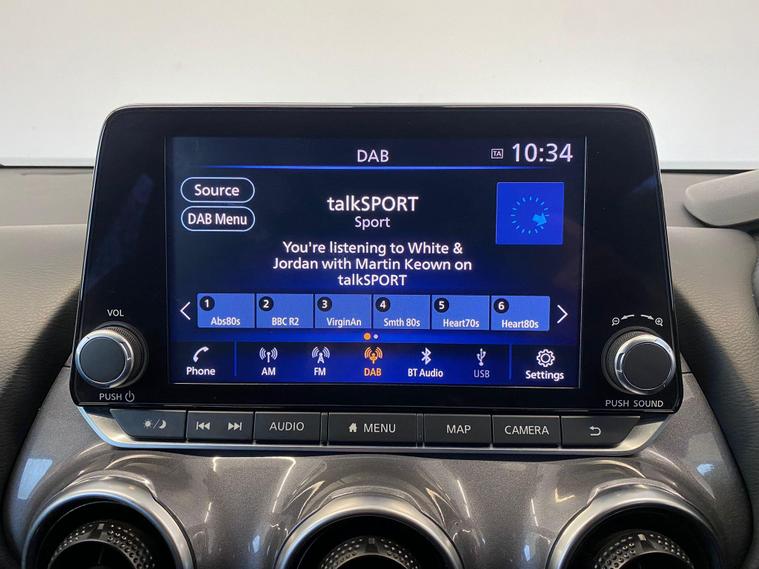 DAB
TA 10:34
Source
talkSPORT
DAB Menu
Sport
You're listening to White &
Jordan with Martin Keown on
talkSPORT
1 2 3 4 5 6
Abs80s BBC R2 VirginAn Smth 80s Heart70s Heart80s
Phone AM FM DAB BT Audio USB Settings
VOL
PUSH
PUSH SOUND
AUDIO MENU MAP CAMERA